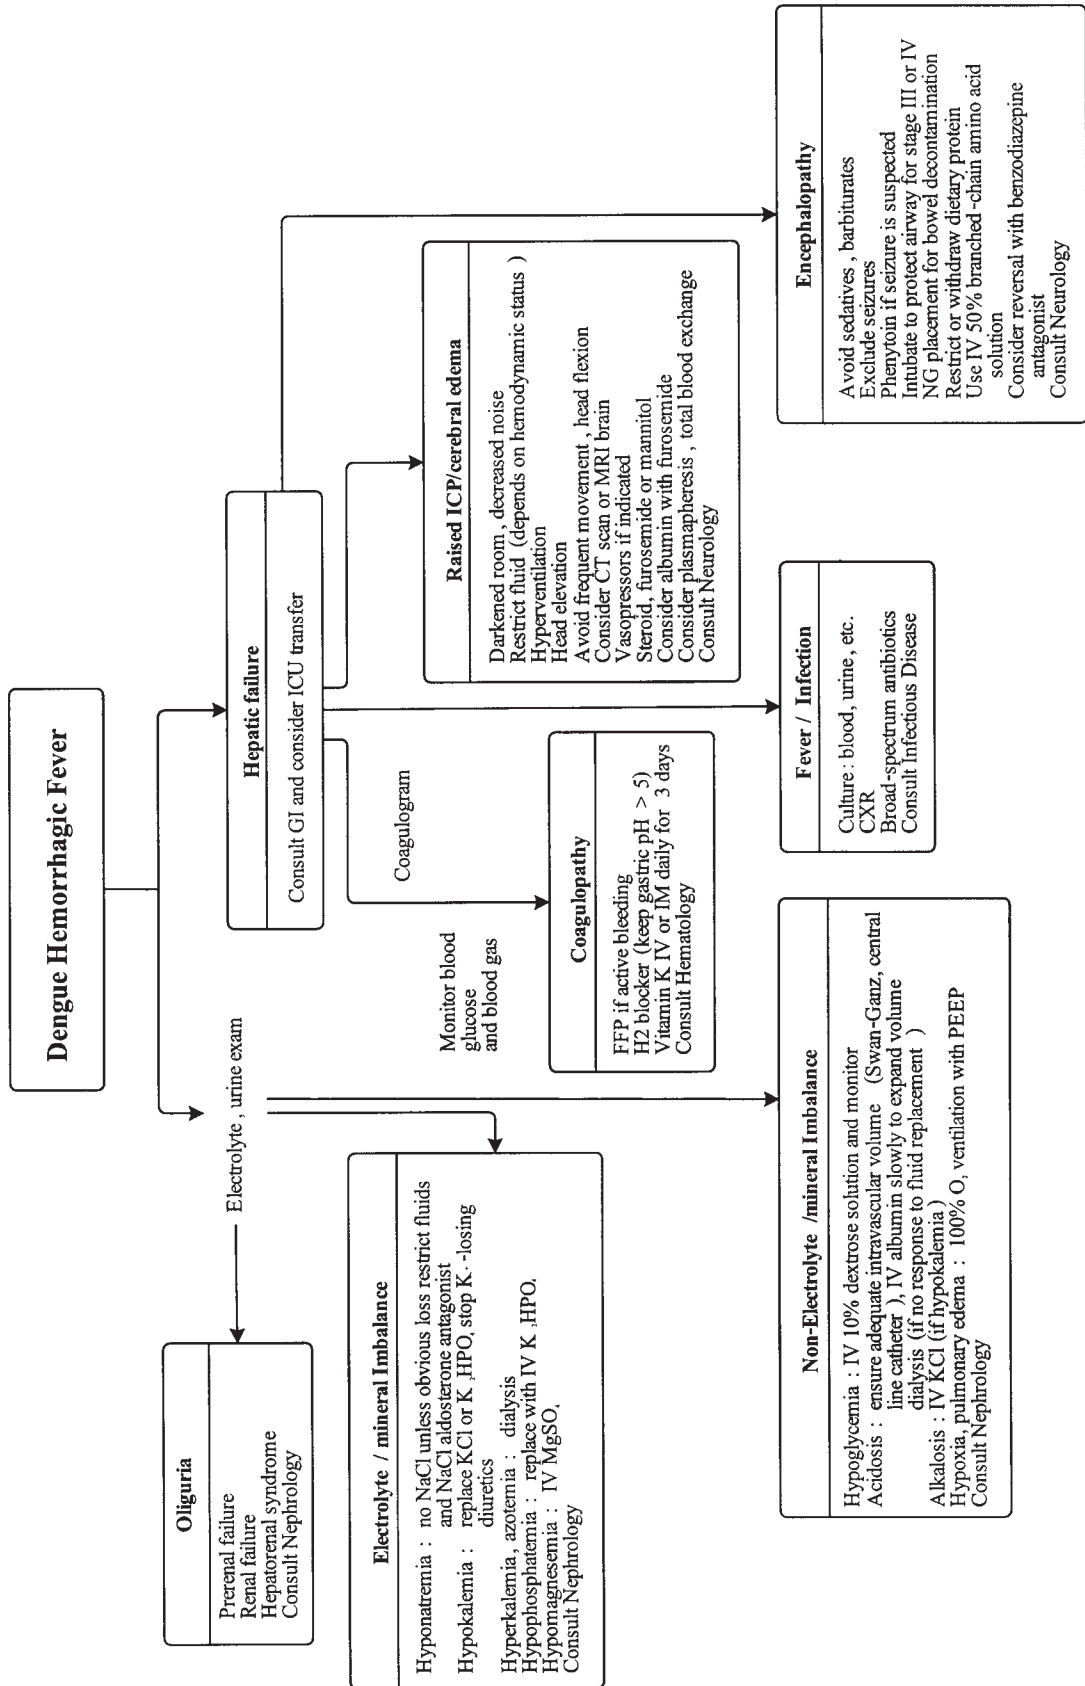 Dengue Hemorrhagic Fever
Electrolyte , urine exam
Hepatic failure
Consult GI and consider ICU transfer
Oliguria
Prerenal failure
Renal failure
Hepatorenal syndrome
Consult Nephrology
Monitor blood
glucose
and blood gas
Coagulogram
Electrolyte / mineral Imbalance
Hyponatremia : no NaCl unless obvious loss restrict fluids
and NaCl aldosterone antagonist
Hypokalemia : replace KCl or K ,HPO, stop K· -losing
diuretics
Hyperkalemia, azotemia : dialysis
Hypophosphatemia : replace with IV K ,HPO,
Hypomagnesemia : IV MgSO,
Consult Nephrology
Raised ICP/cerebral edema
Darkened room , decreased noise
Restrict fluid (depends on hemodynamic status )
Hyperventilation
Head elevation
Avoid frequent movement , head flexion
Consider CT scan or MRI brain
Vasopressors if indicated
Steroid, furosemide or mannitol
Consider albumin with furosemide
Consider plasmapheresis , total blood exchange
Consult Neurology
Coagulopathy
FFP if active bleeding
H2 blocker (keep gastric pH > 5)
Vitamin K IV or IM daily for 3 days
Consult Hematology
Non-Electrolyte /mineral Imbalance
Hypoglycemia : IV 10% dextrose solution and monitor
Acidosis : ensure adequate intravascular volume (Swan-Ganz, central
line catheter ), IV albumin slowly to expand volume
dialysis (if no response to fluid replacement )
Alkalosis : IV KCl (if hypokalemia )
Hypoxia, pulmonary edema : 100% O, ventilation with PEEP
Consult Nephrology
Fever / Infection
Culture : blood, urine , etc.
CXR
Broad-spectrum antibiotics
Consult Infectious Disease
Encephalopathy
Avoid sedatives , barbiturates
Exclude seizures
Phenytoin if seizure is suspected
Intubate to protect airway for stage III or IV
NG placement for bowel decontamination
Restrict or withdraw dietary protein
Use IV 50% branched-chain amino acid
solution
Consider reversal with benzodiazepine
antagonist
Consult Neurology